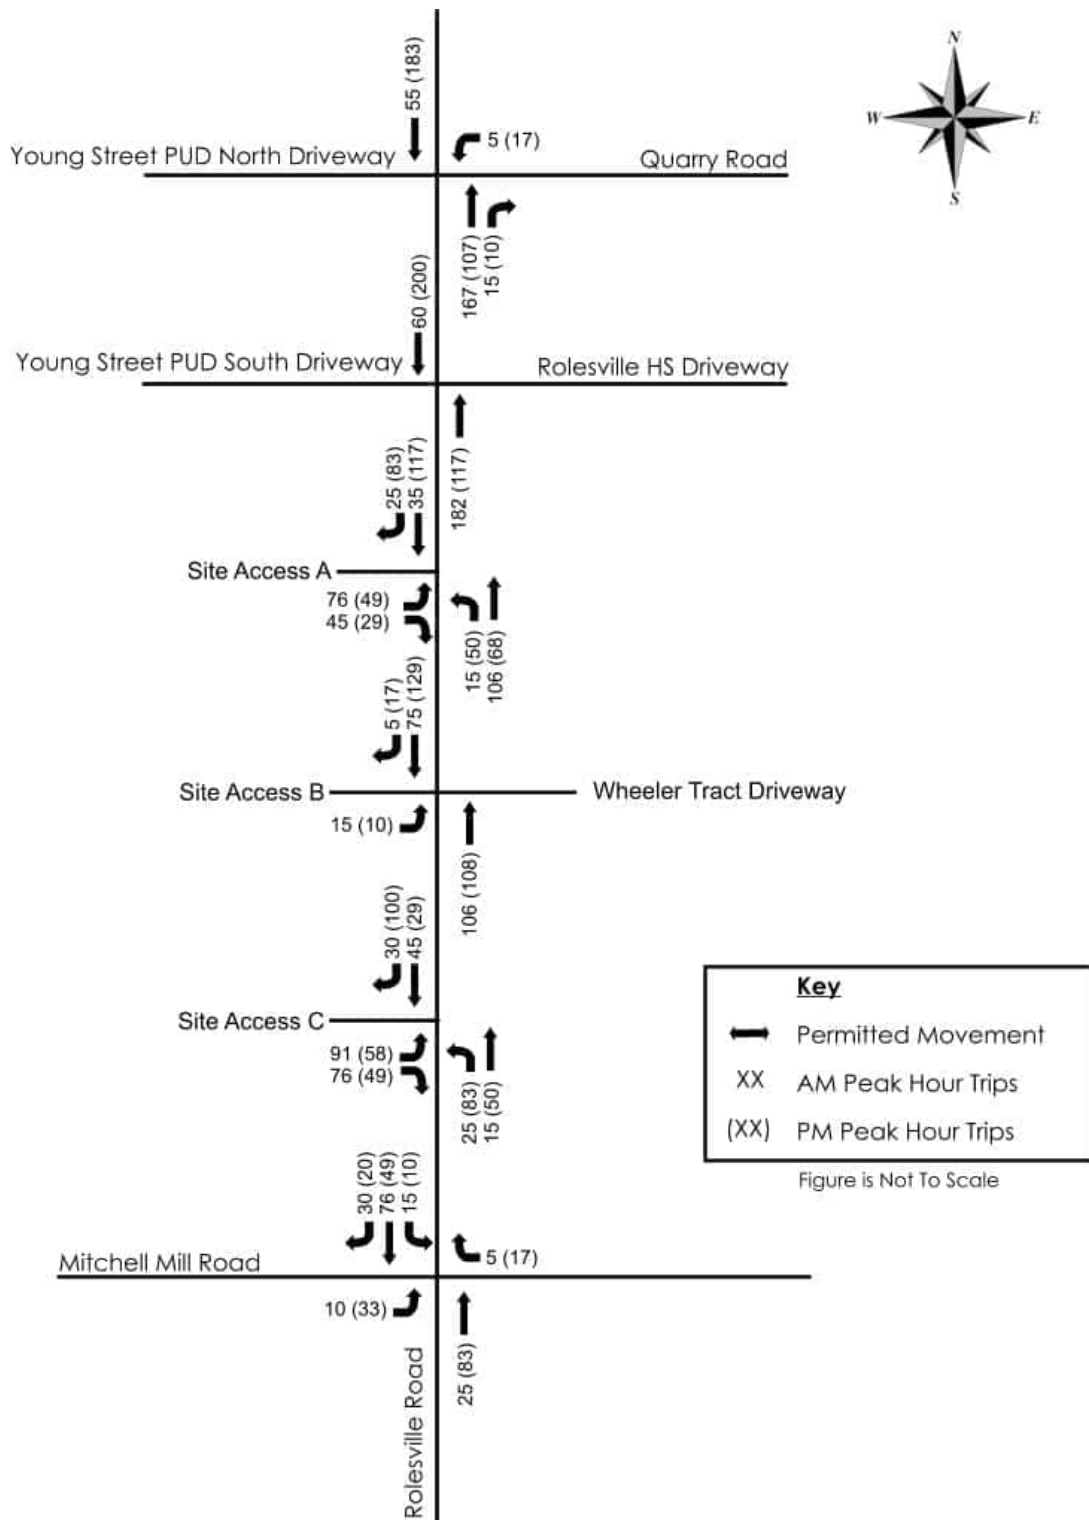 55 (183)
N
W
E
S
5 (17)
Young Street PUD North Driveway
Quarry Road
167 (107)
15 (10)
60 (200)
Young Street PUD South Driveway
Rolesville HS Driveway
25 (83)
35 (117)
182 (117)
Site Access A
76 (49)
45 (29)
15 (50)
106 (68)
5 (17)
75 (129)
Site Access B
Wheeler Tract Driveway
15 (10)
106 (108)
30 (100)
45 (29)
Site Access C
91 (58)
76 (49)
25 (83)
15 (50)
Key
Permitted Movement
XX AM Peak Hour Trips
(XX) PM Peak Hour Trips
Figure is Not To Scale
30 (20)
76 (49)
15 (10)
5 (17)
Mitchell Mill Road
10 (33)
25 (83)
Rolesville Road